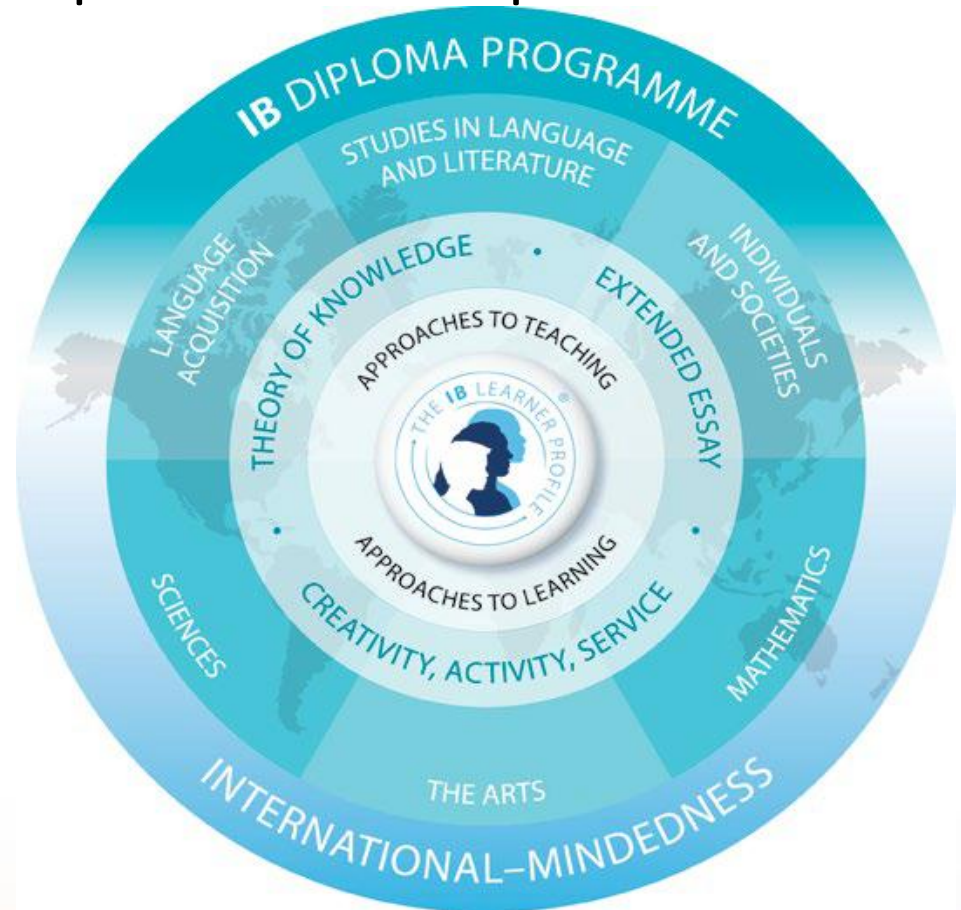 IB DIPLOMA PROGRAMME
STUDIES IN LANGUAGE
AND LITERATURE
LANGUAGE
ACQUISITION
INDIVIDUALS
AND SOCIETIES
THEORY OF KNOWLEDGE
•
EXTENDED ESSAY
•
APPROACHES TO TEACHING
THE IB LEARNER PROFILE®
APPROACHES TO LEARNING
•
CREATIVITY, ACTIVITY, SERVICE
SCIENCES
MATHEMATICS
THE ARTS
INTERNATIONAL–MINDEDNESS